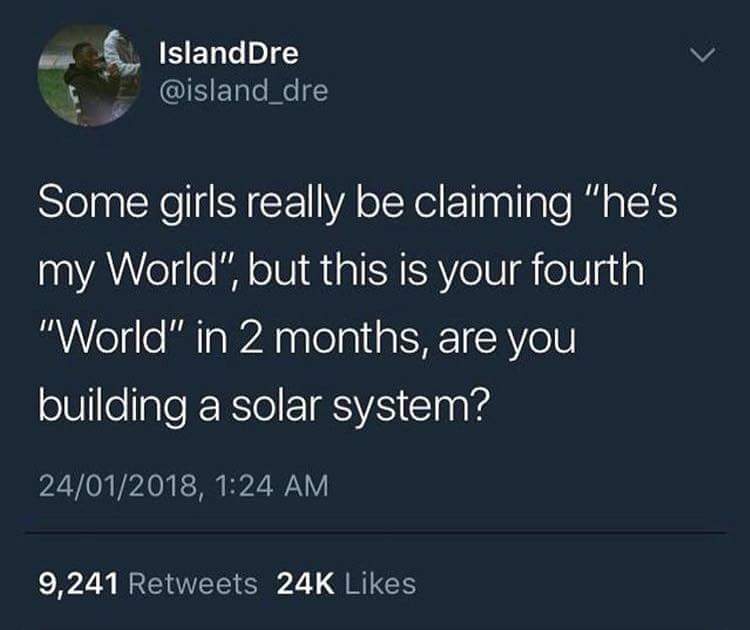 IslandDre
@island_dre
Some girls really be claiming "he's
my World", but this is your fourth
"World" in 2 months, are you
building a solar system?
24/01/2018, 1:24 AM
9,241 Retweets 24K Likes